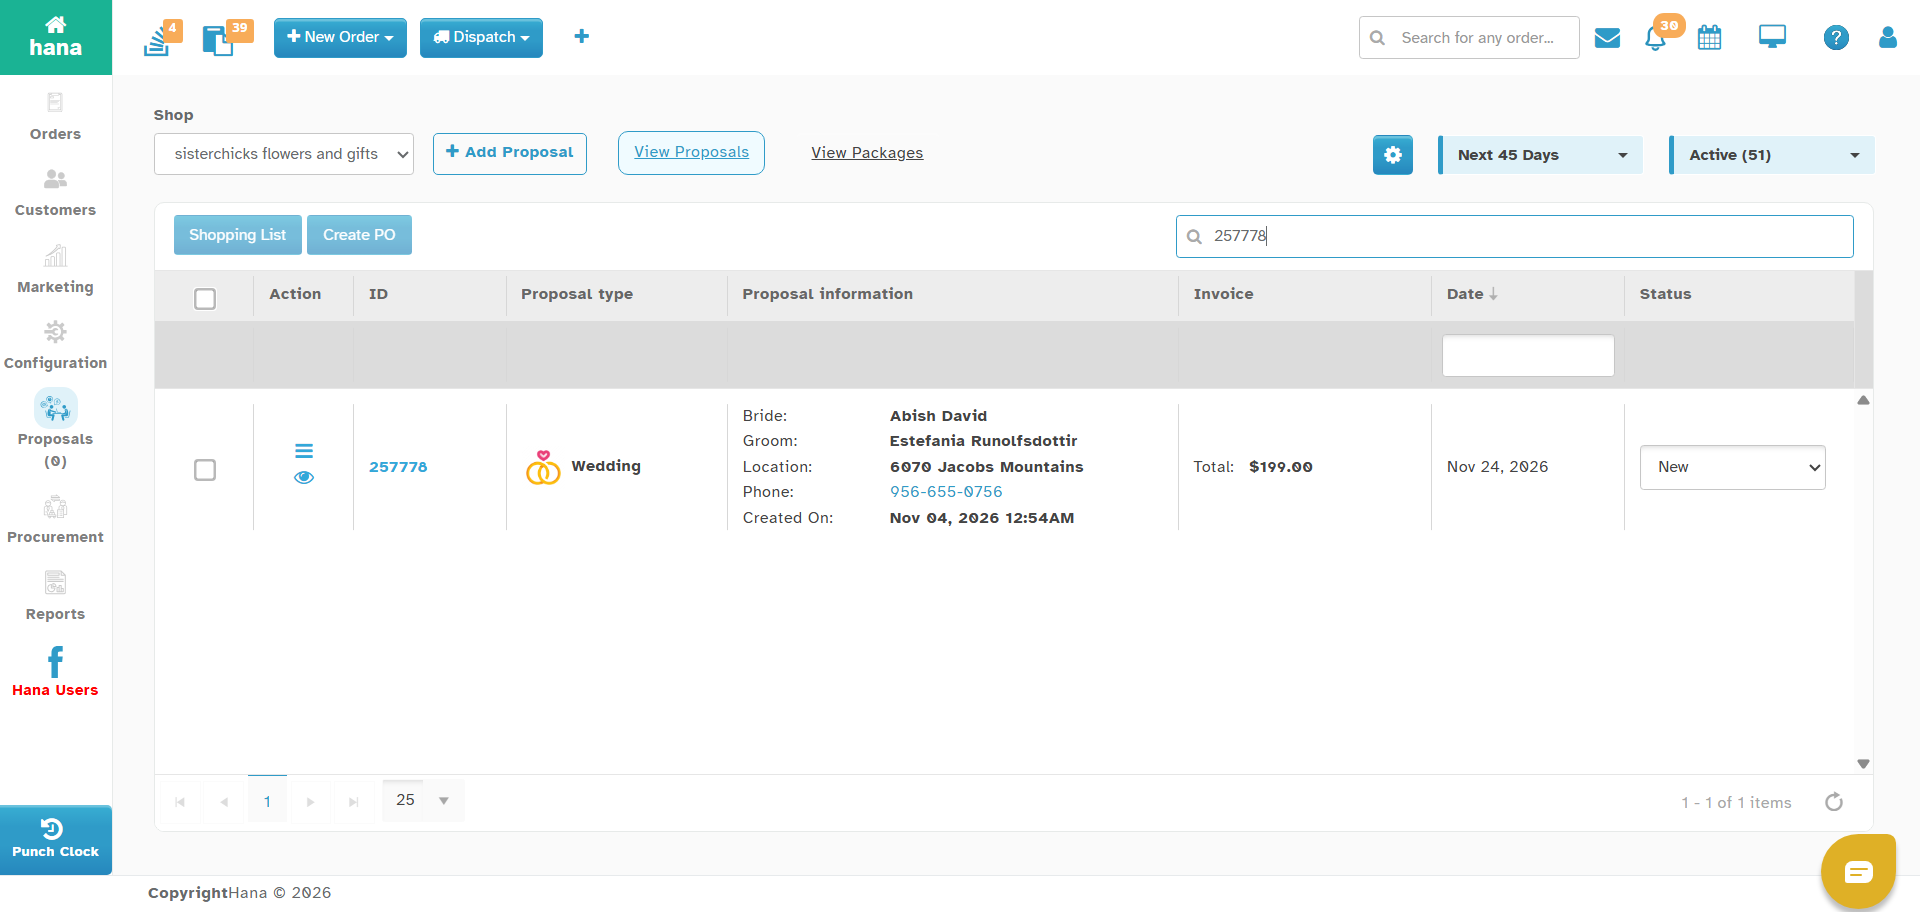 hana
4
39
New Order
Dispatch
Search for any order...
30
?
Orders
Customers
Marketing
Configuration
Proposals
(0)
Procurement
Reports
Hana Users
Punch Clock
Shop
sisterchicks flowers and gifts
Add Proposal
View Proposals
View Packages
Next 45 Days
Active (51)
Shopping List
Create PO
257778
Action
ID
Proposal type
Proposal information
Invoice
Date
Status
257778
Wedding
Bride: Abish David
Groom: Estefania Runolfsdottir
Location: 6070 Jacobs Mountains
Phone: 956-655-0756
Created On: Nov 04, 2026 12:54AM
Total: $199.00
Nov 24, 2026
New
1
25
1 - 1 of 1 items
CopyrightHana © 2026